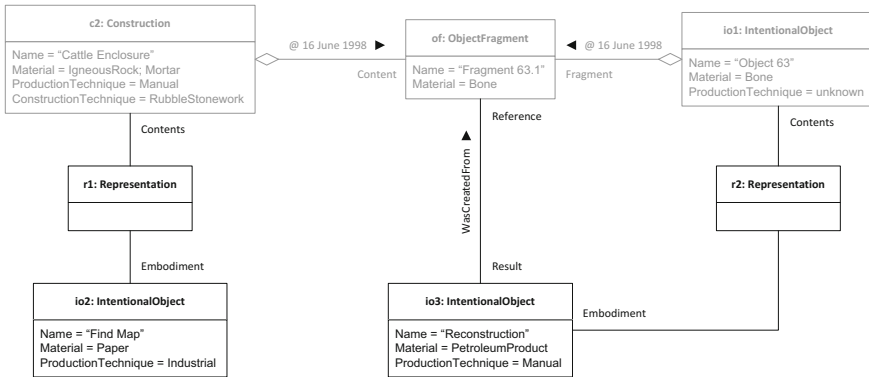 c2: Construction
Name = “Cattle Enclosure”
Material = IgneousRock; Mortar
ProductionTechnique = Manual
ConstructionTechnique = RubbleStonework
@ 16 June 1998 ►
Content
of: ObjectFragment
Name = “Fragment 63.1”
Material = Bone
◄ @ 16 June 1998
Fragment
io1: IntentionalObject
Name = “Object 63”
Material = Bone
ProductionTechnique = unknown
Contents
Reference
Contents
r1: Representation
WasCreatedFrom ►
r2: Representation
Embodiment
Result
Embodiment
io2: IntentionalObject
Name = “Find Map”
Material = Paper
ProductionTechnique = Industrial
io3: IntentionalObject
Name = “Reconstruction”
Material = PetroleumProduct
ProductionTechnique = Manual